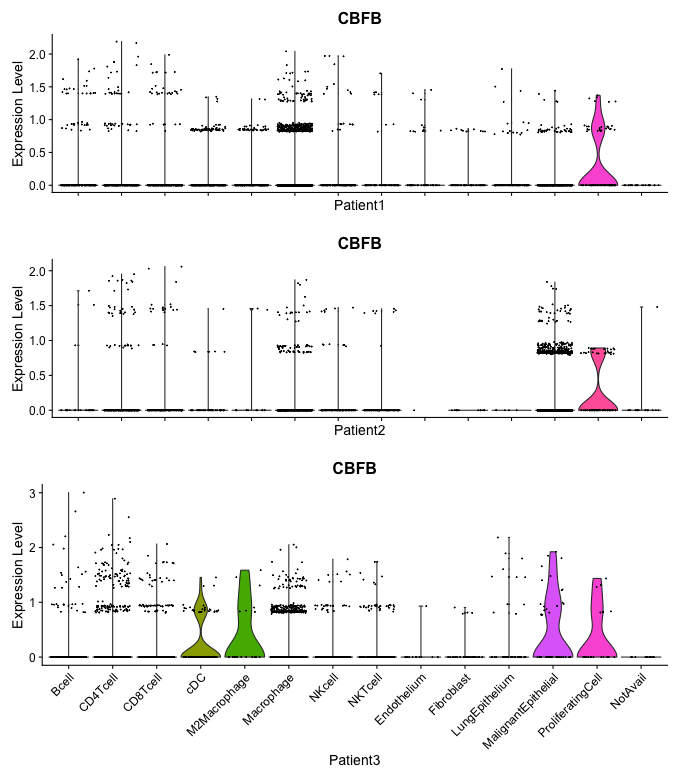 CBFB
Expression Level
2.0
1.5
1.0
0.5
0.0
Patient1
CBFB
Expression Level
2.0
1.5
1.0
0.5
0.0
Patient2
CBFB
Expression Level
3
2
1
0
Bcell
CD4Tcell
CD8Tcell
cDC
M2Macrophage
Macrophage
NKcell
NKTcell
Endothelium
Fibroblast
LungEpithelium
MalignantEpithelial
ProliferatingCell
NotAvail
Patient3